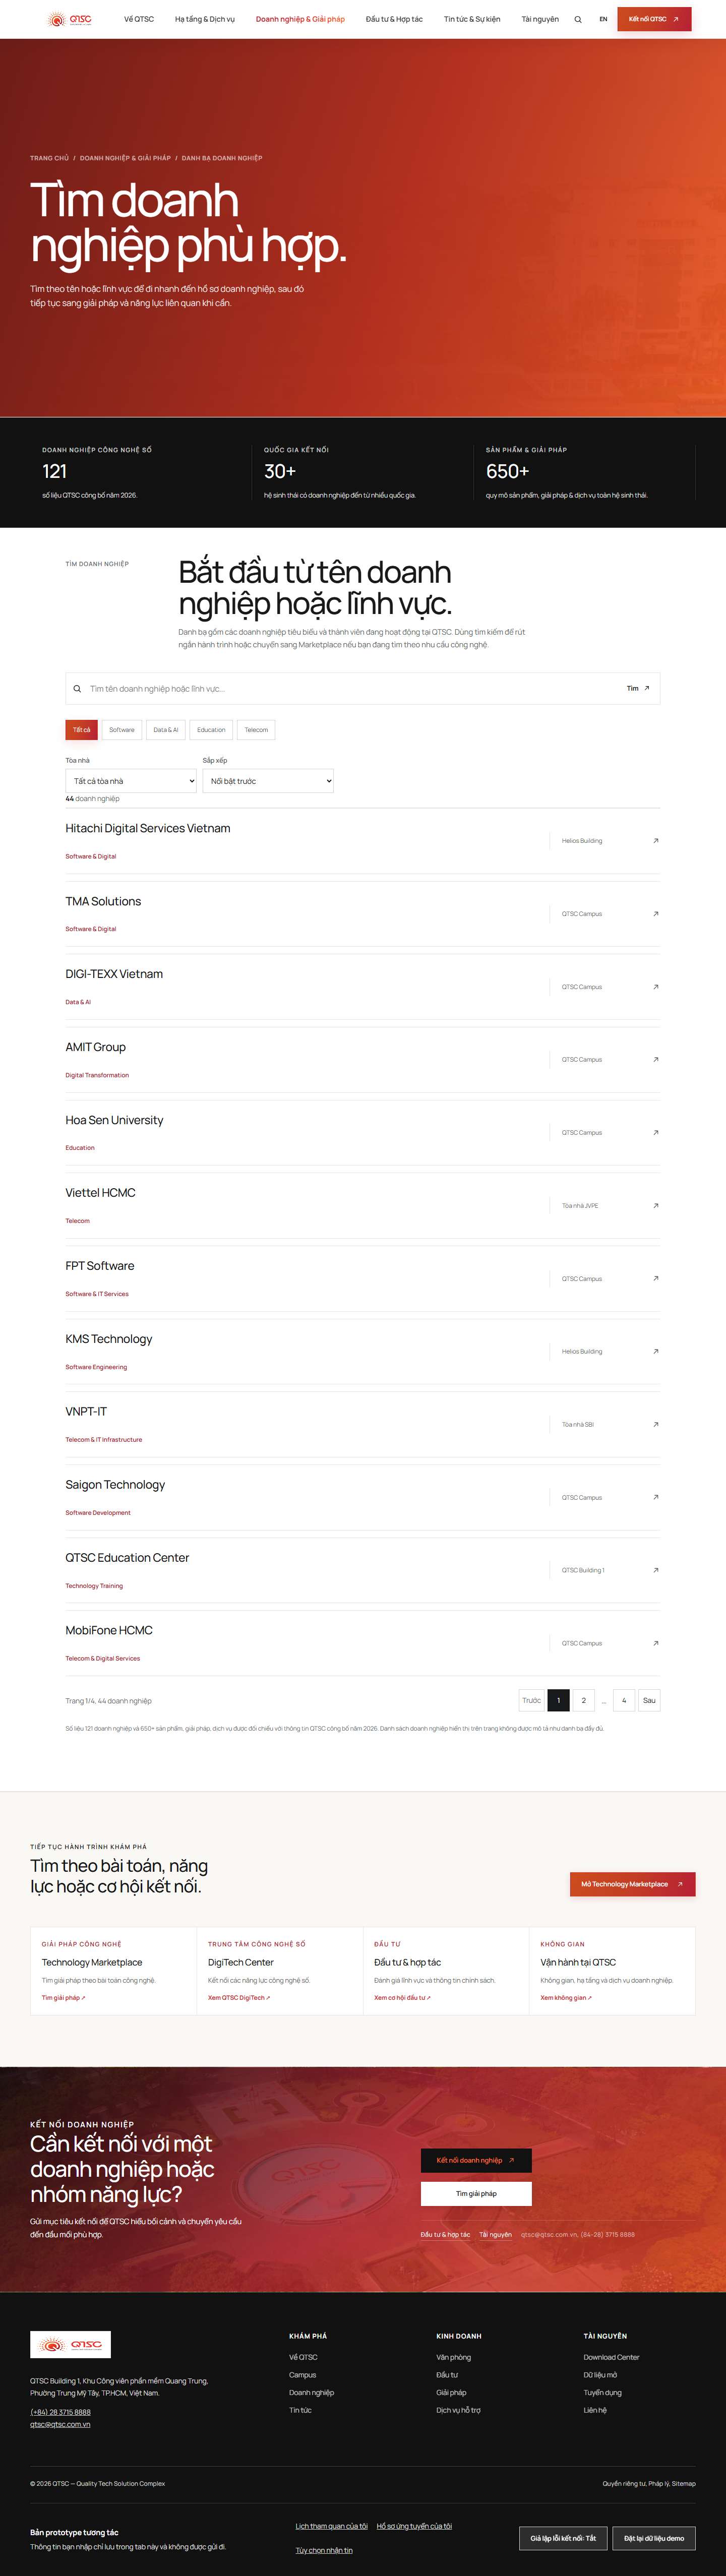 QTSC
Về QTSC
Hạ tầng & Dịch vụ
Doanh nghiệp & Giải pháp
Đầu tư & Hợp tác
Tin tức & Sự kiện
Tài nguyên
EN
Kết nối QTSC
TRANG CHỦ / DOANH NGHIỆP & GIẢI PHÁP / DANH BẠ DOANH NGHIỆP
Tìm doanh
nghiệp phù hợp.
Tìm theo tên hoặc lĩnh vực để đi nhanh đến hồ sơ doanh nghiệp, sau đó
tiếp tục sang giải pháp và năng lực liên quan khi cần.
DOANH NGHIỆP CÔNG NGHỆ SỐ
121
số liệu QTSC công bố năm 2026.
QUỐC GIA KẾT NỐI
30+
hệ sinh thái có doanh nghiệp đến từ nhiều quốc gia.
SẢN PHẨM & GIẢI PHÁP
650+
quy mô sản phẩm, giải pháp & dịch vụ toàn hệ sinh thái.
TÌM DOANH NGHIỆP
Bắt đầu từ tên doanh
nghiệp hoặc lĩnh vực.
Danh bạ gồm các doanh nghiệp tiêu biểu và thành viên đang hoạt động tại QTSC. Dùng tìm kiếm để rút
ngắn hành trình hoặc chuyển sang Marketplace nếu bạn đang tìm theo nhu cầu công nghệ.
Tìm tên doanh nghiệp hoặc lĩnh vực...
Tìm
Tất cả
Software
Data & AI
Education
Telecom
Tòa nhà
Sắp xếp
Tất cả tòa nhà
Nổi bật trước
44 doanh nghiệp
Hitachi Digital Services Vietnam
Software & Digital
Helios Building
TMA Solutions
Software & Digital
QTSC Campus
DIGI-TEXX Vietnam
Data & AI
QTSC Campus
AMIT Group
Digital Transformation
QTSC Campus
Hoa Sen University
Education
QTSC Campus
Viettel HCMC
Telecom
Tòa nhà JVPE
FPT Software
Software & IT Services
QTSC Campus
KMS Technology
Software Engineering
Helios Building
VNPT-IT
Telecom & IT Infrastructure
Tòa nhà SBI
Saigon Technology
Software Development
QTSC Campus
QTSC Education Center
Technology Training
QTSC Building 1
MobiFone HCMC
Telecom & Digital Services
QTSC Campus
Trang 1/4, 44 doanh nghiệp
Trước
1
2
...
4
Sau
Số liệu 121 doanh nghiệp và 650+ sản phẩm, giải pháp, dịch vụ được đối chiếu với thông tin QTSC công bố năm 2026. Danh sách doanh nghiệp hiển thị trên trang không được mô tả như danh bạ đầy đủ.
TIẾP TỤC HÀNH TRÌNH KHÁM PHÁ
Tìm theo bài toán, năng
lực hoặc cơ hội kết nối.
Mở Technology Marketplace
GIẢI PHÁP CÔNG NGHỆ
Technology Marketplace
Tìm giải pháp theo bài toán công nghệ.
Tìm giải pháp ↗
TRUNG TÂM CÔNG NGHỆ SỐ
DigiTech Center
Kết nối các năng lực công nghệ số.
Xem QTSC DigiTech ↗
ĐẦU TƯ
Đầu tư & hợp tác
Đánh giá lĩnh vực và thông tin chính sách.
Xem cơ hội đầu tư ↗
KHÔNG GIAN
Vận hành tại QTSC
Không gian, hạ tầng và dịch vụ doanh nghiệp.
Xem không gian ↗
KẾT NỐI DOANH NGHIỆP
Cần kết nối với một
doanh nghiệp hoặc
nhóm năng lực?
Gửi mục tiêu kết nối để QTSC hiểu bối cảnh và chuyển yêu cầu
đến đầu mối phù hợp.
Kết nối doanh nghiệp
Tìm giải pháp
Đầu tư & hợp tác
Tài nguyên
qtsc@qtsc.com.vn, (84-28) 3715 8888
QTSC
QTSC Building 1, Khu Công viên phần mềm Quang Trung,
Phường Trung Mỹ Tây, TP.HCM, Việt Nam.
(+84) 28 3715 8888
qtsc@qtsc.com.vn
KHÁM PHÁ
Về QTSC
Campus
Doanh nghiệp
Tin tức
KINH DOANH
Văn phòng
Đầu tư
Giải pháp
Dịch vụ hỗ trợ
TÀI NGUYÊN
Download Center
Dữ liệu mở
Tuyển dụng
Liên hệ
© 2026 QTSC — Quality Tech Solution Complex
Quyền riêng tư, Pháp lý, Sitemap
Bản prototype tương tác
Thông tin bạn nhập chỉ lưu trong tab này và không được gửi đi.
Lịch tham quan của tôi
Hồ sơ ứng tuyển của tôi
Tùy chọn nhận tin
Giả lập lỗi kết nối: Tắt
Đặt lại dữ liệu demo